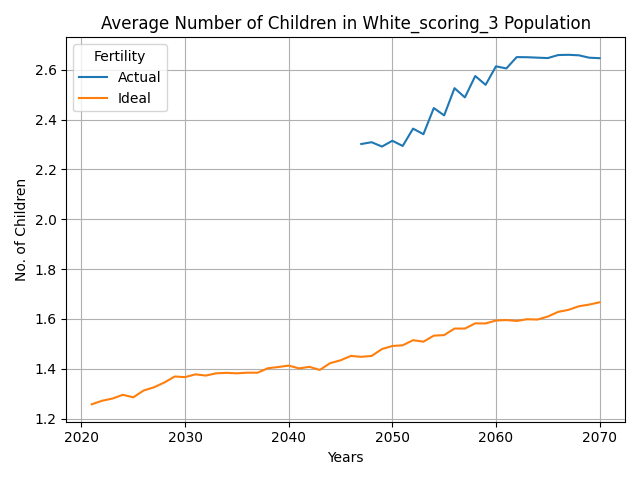 Average Number of Children in White_scoring_3 Population
Fertility
Actual
Ideal
No. of Children
2.6
2.4
2.2
2.0
1.8
1.6
1.4
1.2
2020 2030 2040 2050 2060 2070
Years